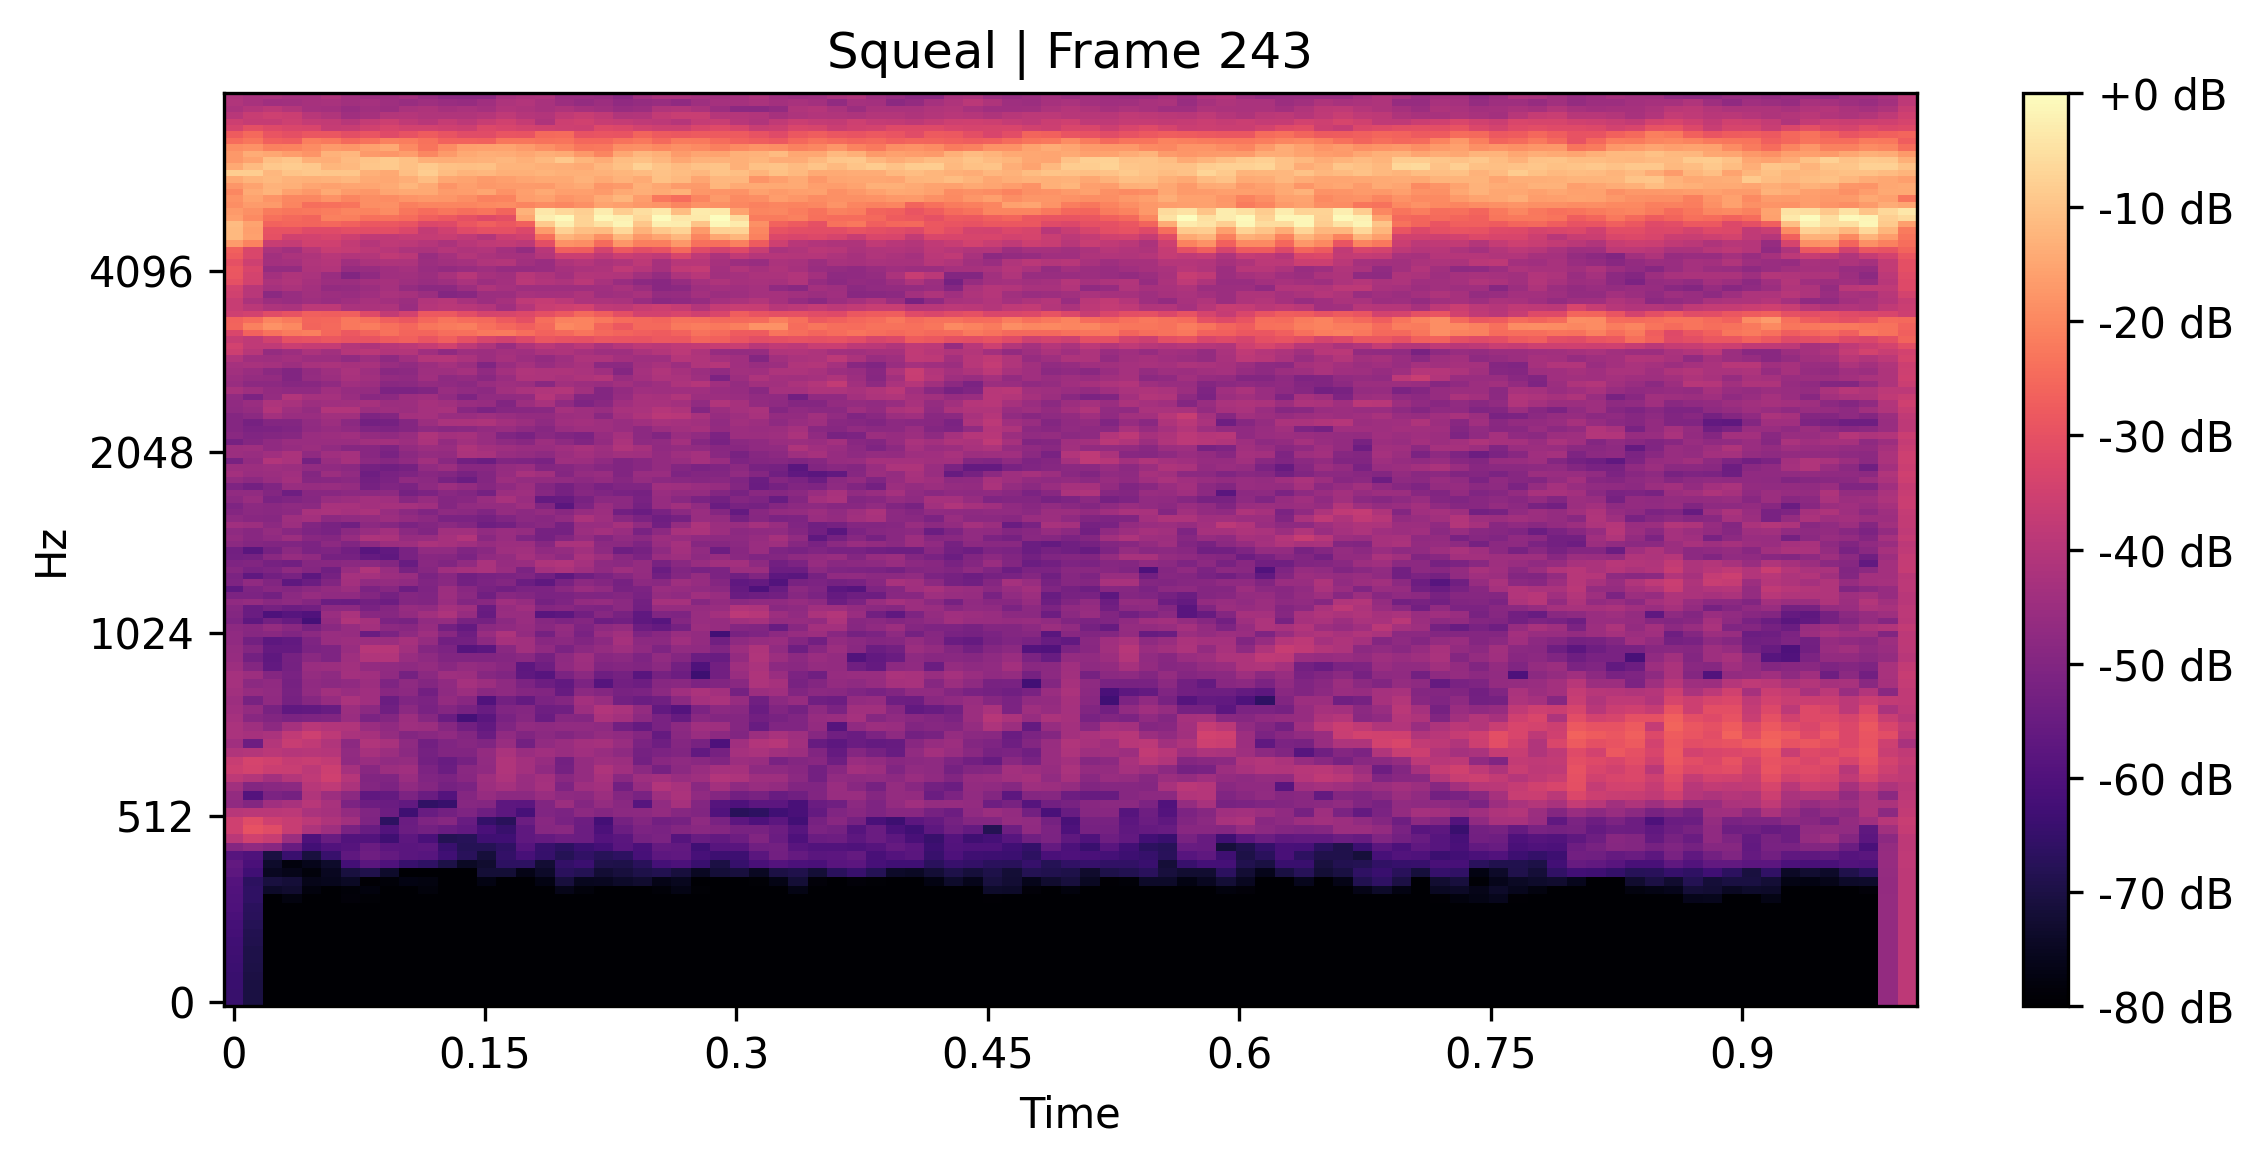 Squeal | Frame 243
Hz
4096
2048
1024
512
0
0
0.15
0.3
0.45
0.6
0.75
0.9
Time
+0 dB
-10 dB
-20 dB
-30 dB
-40 dB
-50 dB
-60 dB
-70 dB
-80 dB